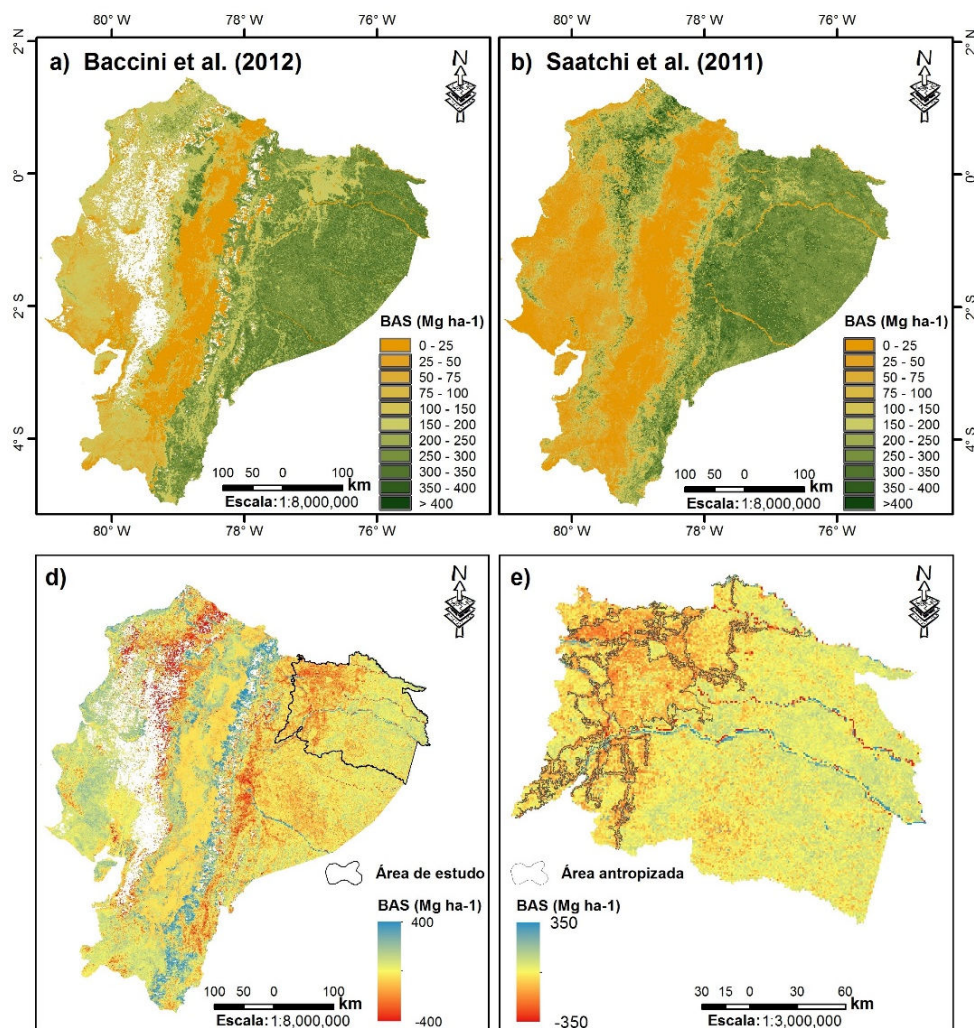 80° W 78° W 76° W
80° W 78° W 76° W
2° N
0°
2° S
4° S
a) Baccini et al. (2012)
N
BAS (Mg ha-1)
0 - 25
25 - 50
50 - 75
75 - 100
100 - 150
150 - 200
200 - 250
250 - 300
300 - 350
350 - 400
> 400
100 50 0 100
km
Escala: 1:8,000,000
b) Saatchi et al. (2011)
N
BAS (Mg ha-1)
0 - 25
25 - 50
50 - 75
75 - 100
100 - 150
150 - 200
200 - 250
250 - 300
300 - 350
350 - 400
>400
100 50 0 100
km
Escala: 1:8,000,000
2° N
0°
2° S
4° S
80° W 78° W 76° W
80° W 78° W 76° W
d)
N
Área de estudo
BAS (Mg ha-1)
400
-400
100 50 0 100
km
Escala: 1:8,000,000
e)
N
Área antropizada
BAS (Mg ha-1)
350
-350
30 15 0 30 60
km
Escala: 1:3,000,000